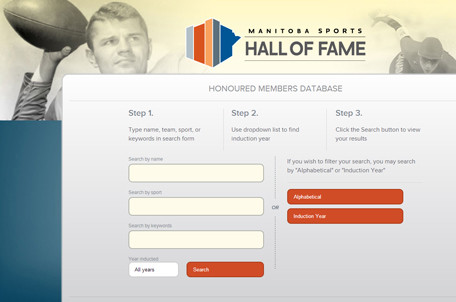 MANITOBA SPORTS
HALL OF FAME
HONOURED MEMBERS DATABASE
Step 1.
Type name, team, sport, or
keywords in search form
Step 2.
Use dropdown list to find
induction year
Step 3.
Click the Search button to view
your results
Search by name
Search by sport
Search by keywords
Year inducted
All years
Search
OR
If you wish to filter your search, you may search
by "Alphabetical" or "Induction Year"
Alphabetical
Induction Year